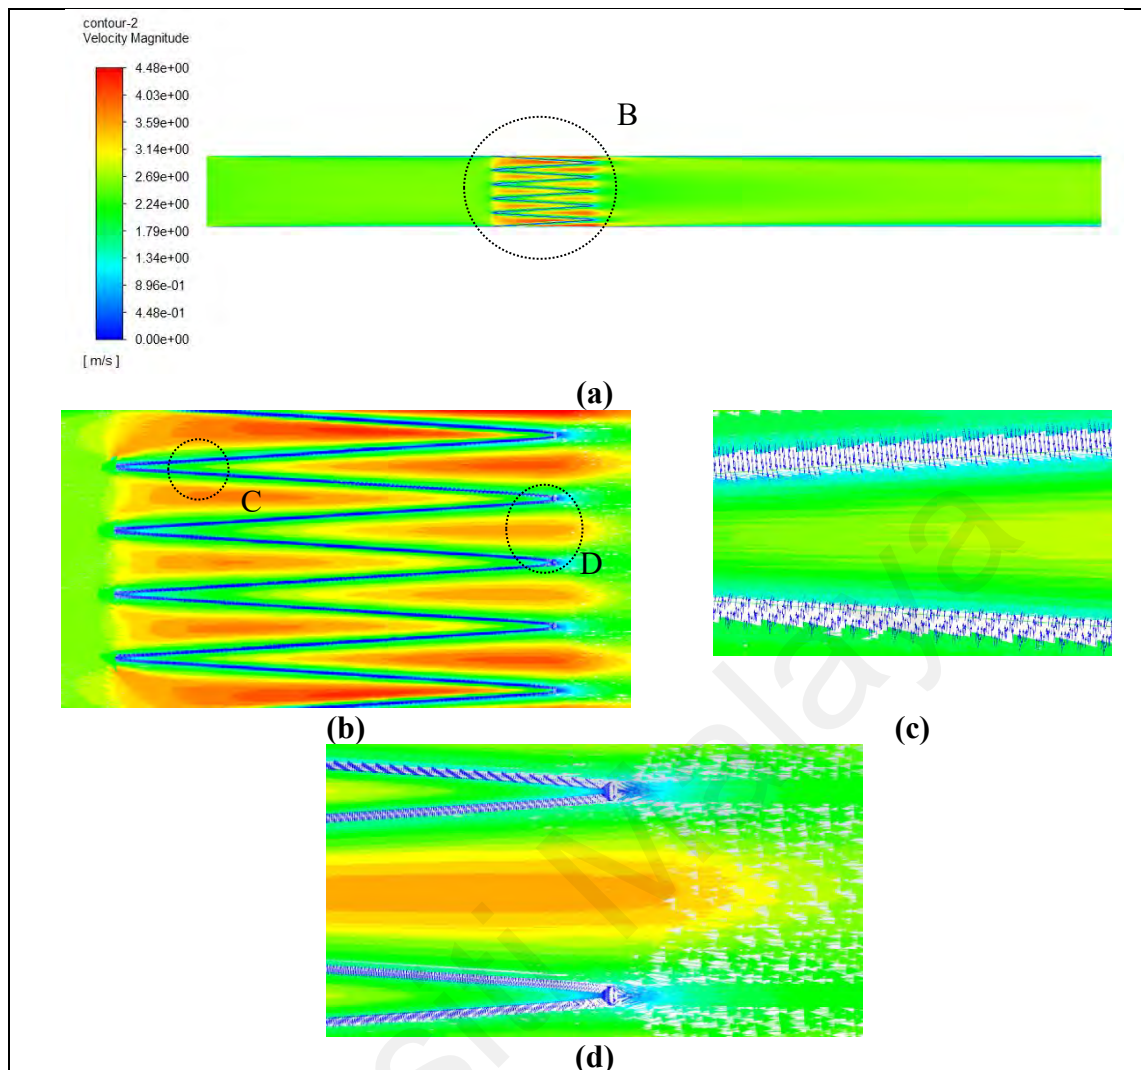 contour-2
Velocity Magnitude
4.48e+00
4.03e+00
3.59e+00
3.14e+00
2.69e+00
2.24e+00
1.79e+00
1.34e+00
8.96e-01
4.48e-01
0.00e+00
[ m/s ]
B
(a)
C
D
(b)
(c)
(d)